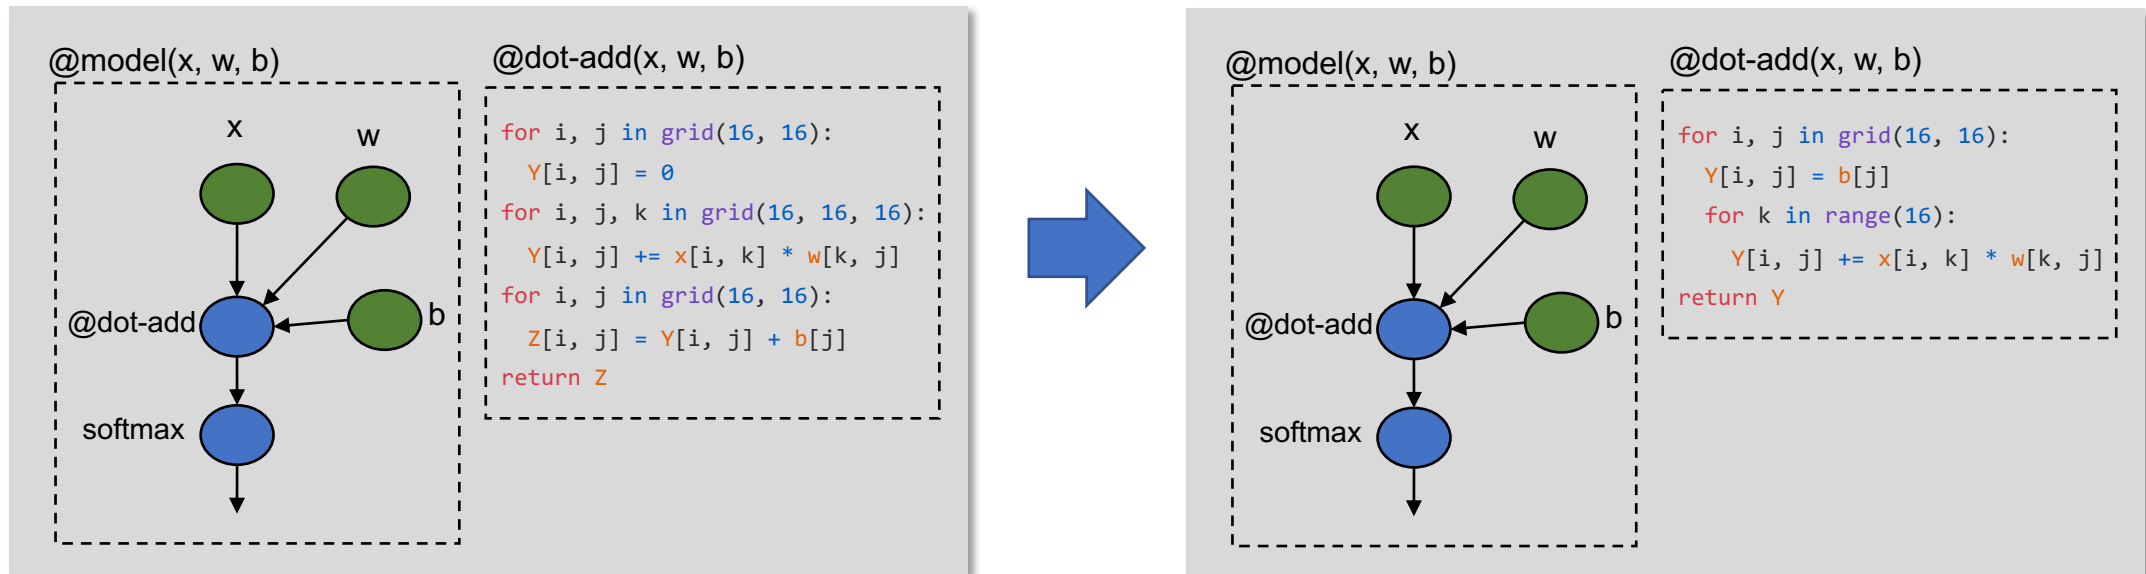 @model(x, w, b)
x
w
@dot-add
b
softmax
@dot-add(x, w, b)
for i, j in grid(16, 16):
  Y[i, j] = 0
for i, j, k in grid(16, 16, 16):
  Y[i, j] += x[i, k] * w[k, j]
for i, j in grid(16, 16):
  Z[i, j] = Y[i, j] + b[j]
return Z
@model(x, w, b)
x
w
@dot-add
b
softmax
@dot-add(x, w, b)
for i, j in grid(16, 16):
  Y[i, j] = b[j]
  for k in range(16):
    Y[i, j] += x[i, k] * w[k, j]
return Y